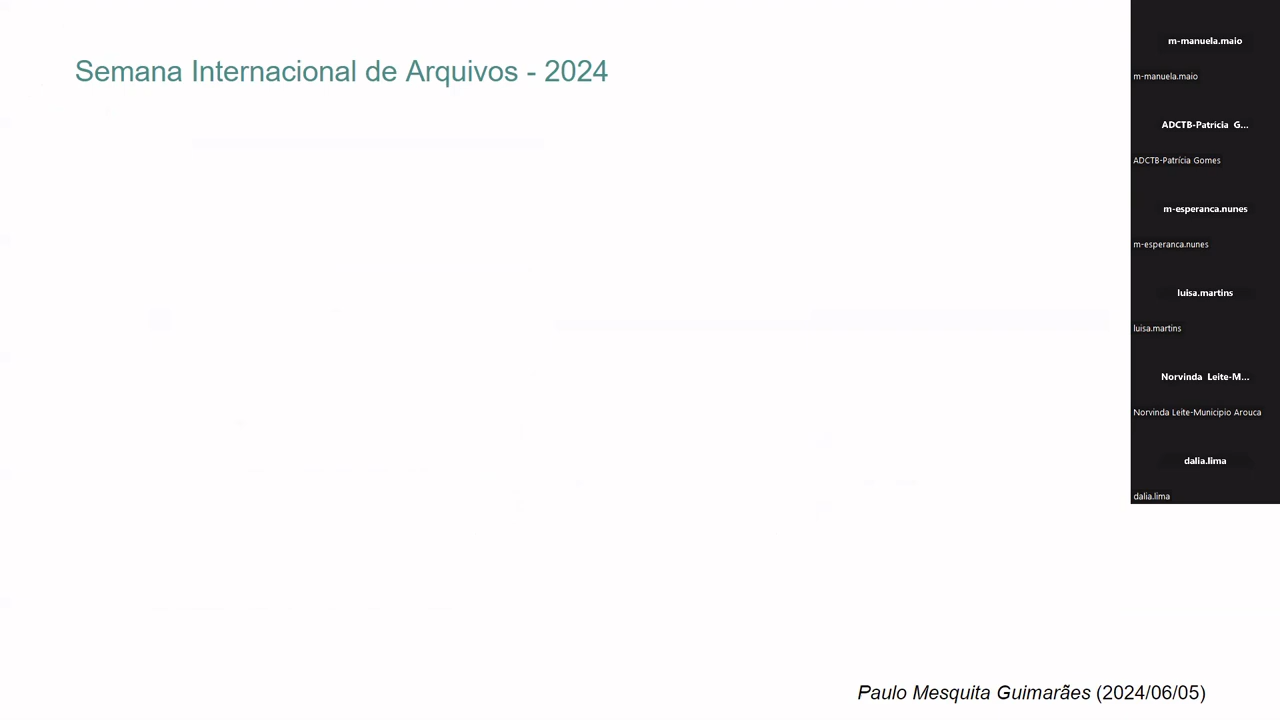 Semana Internacional de Arquivos - 2024
m-manuela.maio
m-manuela.maio
ADCTB-Patrícia G...
ADCTB-Patrícia Gomes
m-esperanca.nunes
m-esperanca.nunes
luisa.martins
luisa.martins
Norvinda Leite-M...
Norvinda Leite-Municipio Arouca
dalia.lima
dalia.lima
Paulo Mesquita Guimarães (2024/06/05)